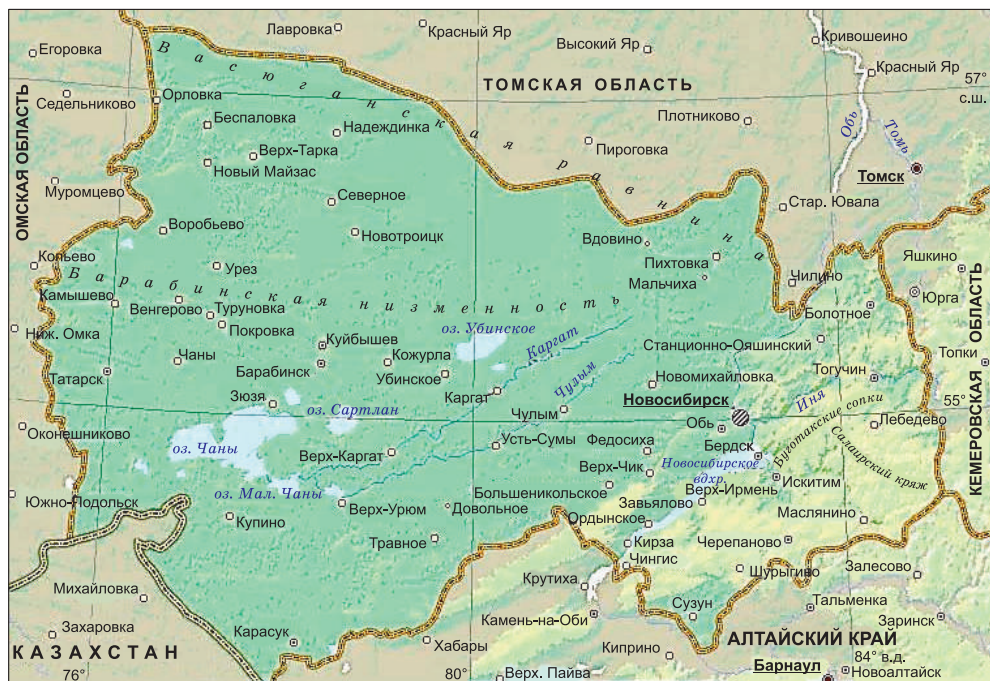 Лавровка
Красный Яр
Высокий Яр
Кривошеино
Егоровка
Васюганская равнина
ТОМСКАЯ ОБЛАСТЬ
Красный Яр
57°
с.ш.
Седельниково
Орловка
Беспаловка
Надеждинка
Плотниково
Обь
Томь
ОМСКАЯ ОБЛАСТЬ
Верх-Тарка
Пироговка
Новый Майзас
Томск
Муромцево
Северное
Стар. Ювала
Воробьево
Новотроицк
Вдовино
Кольево
Урез
Пихтовка
Яшкино
Барабинская низменность
Мальчиха
Чилино
Камышево
Юрга
Венгерово
Туруновка
Болотное
Покровка
оз. Убинское
Ниж. Омка
Куйбышев
Каргат
Станционно-Ояшинский
КЕМЕРОВСКАЯ ОБЛАСТЬ
Чаны
Кожурла
Топки
Барабинск
Убинское
Чулым
Тогучин
Татарск
Новомихайловка
Зюзя
Каргат
Новосибирск
Иня
55°
оз. Сартлан
Чулым
Обь
Лебедево
Оконешниково
Усть-Сумы
Федосиха
Бердск
Буготакские сопки
Салаирский кряж
оз. Чаны
Верх-Каргат
Верх-Чик
Новосибирское
вдхр.
Искитим
оз. Мал. Чаны
Большеникольское
Верх-Ирмень
Южно-Подольск
Верх-Урюм
Довольное
Завьялово
Маслянино
Купино
Ордынское
Травное
Кирза
Черепаново
Чингис
Михайловка
Крутиха
Шурыгино
Залесово
Камень-на-Оби
Сузун
Тальменка
Захаровка
Заринск
КАЗАХСТАН
Карасук
Хабары
АЛТАЙСКИЙ КРАЙ
Киприно
84° в.д.
76°
80°
Верх. Пайва
Барнаул
Новоалтайск